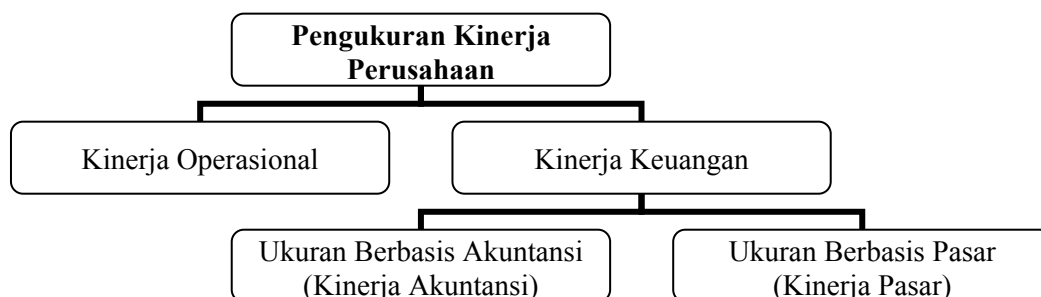 Pengukuran Kinerja
Perusahaan
Kinerja Operasional
Kinerja Keuangan
Ukuran Berbasis Akuntansi
(Kinerja Akuntansi)
Ukuran Berbasis Pasar
(Kinerja Pasar)